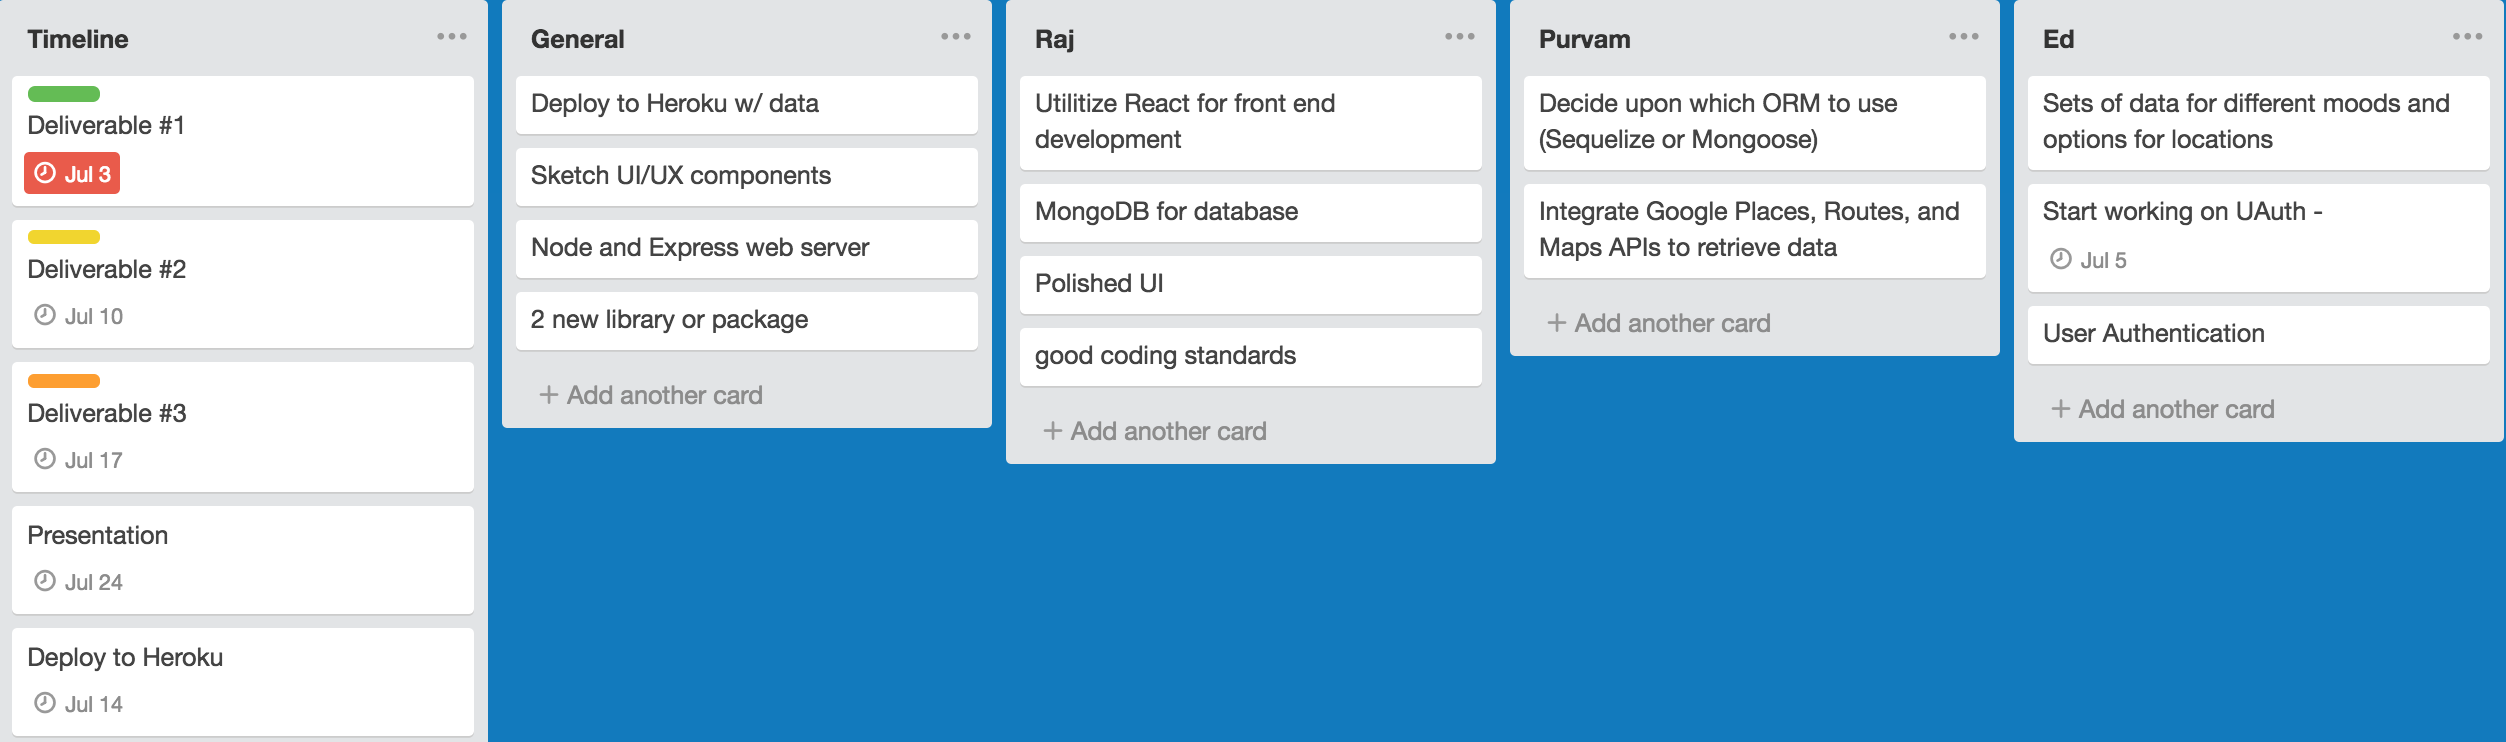 Timeline
Deliverable #1
Jul 3
Deliverable #2
Jul 10
Deliverable #3
Jul 17
Presentation
Jul 24
Deploy to Heroku
Jul 14
General
Deploy to Heroku w/ data
Sketch UI/UX components
Node and Express web server
2 new library or package
+ Add another card
Raj
Utilitize React for front end
development
MongoDB for database
Polished UI
good coding standards
+ Add another card
Purvam
Decide upon which ORM to use
(Sequelize or Mongoose)
Integrate Google Places, Routes, and
Maps APIs to retrieve data
+ Add another card
Ed
Sets of data for different moods and
options for locations
Start working on UAuth -
Jul 5
User Authentication
+ Add another card